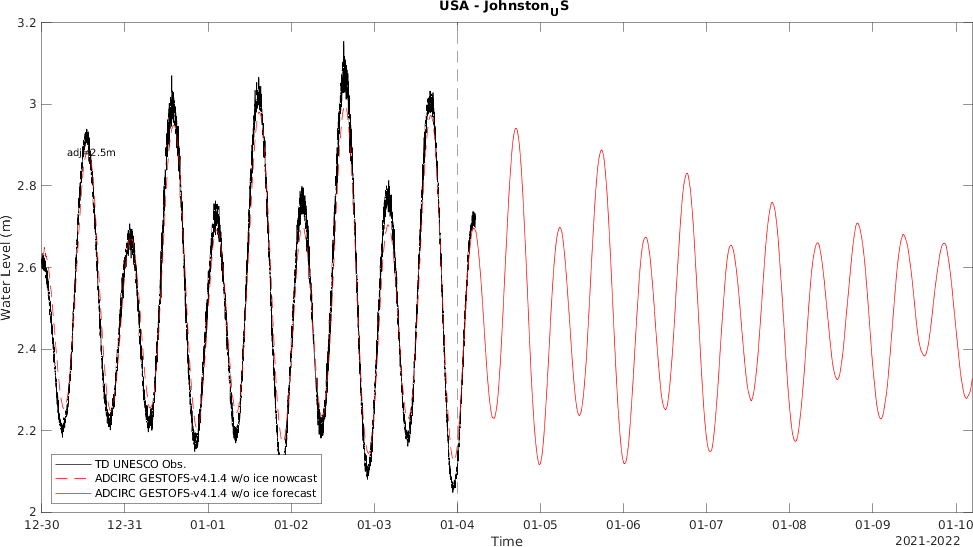 USA - Johnston_US
3.2
3
2.8
2.6
2.4
2.2
2
Water Level (m)
adj=2.5m
TD UNESCO Obs.
ADCIRC GESTOFS-v4.1.4 w/o ice nowcast
ADCIRC GESTOFS-v4.1.4 w/o ice forecast
12-30 12-31 01-01 01-02 01-03 01-04 01-05 01-06 01-07 01-08 01-09 01-10
Time
2021-2022